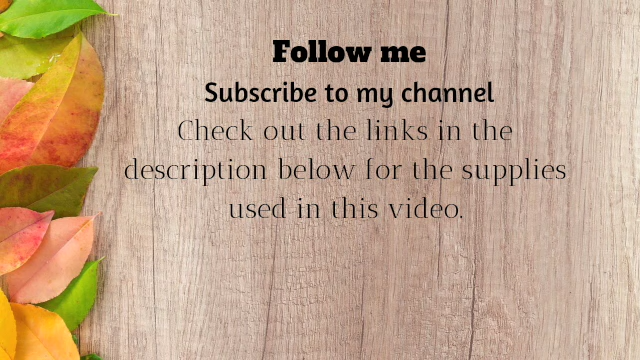 Follow me
Subscribe to my channel
Check out the links in the
description below for the supplies
used in this video.